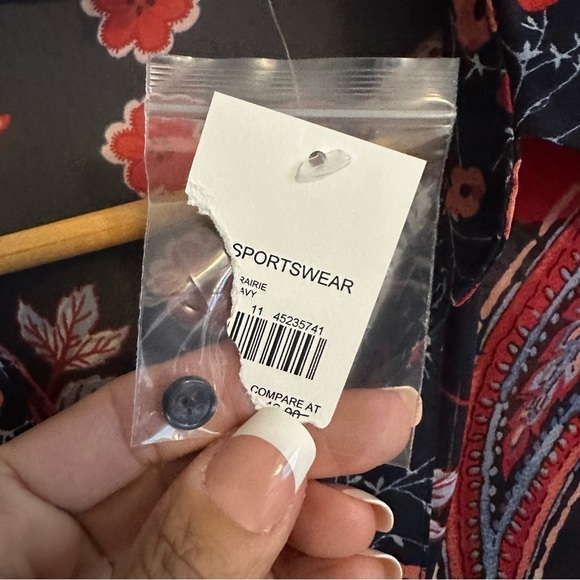 SPORTSWEAR
RAIRIE
AVY
11 45235741
COMPARE AT